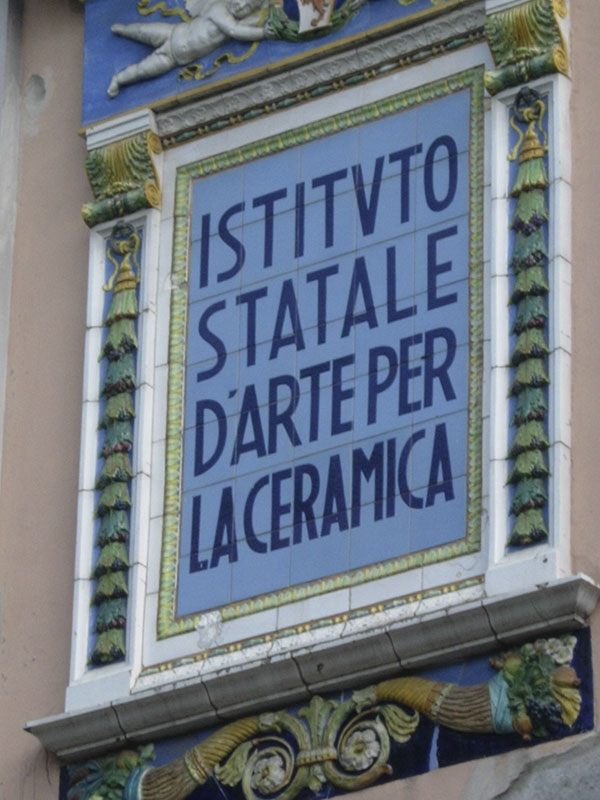 ISTITVTO
STATALE
D'ARTE PER
LA CERAMICA